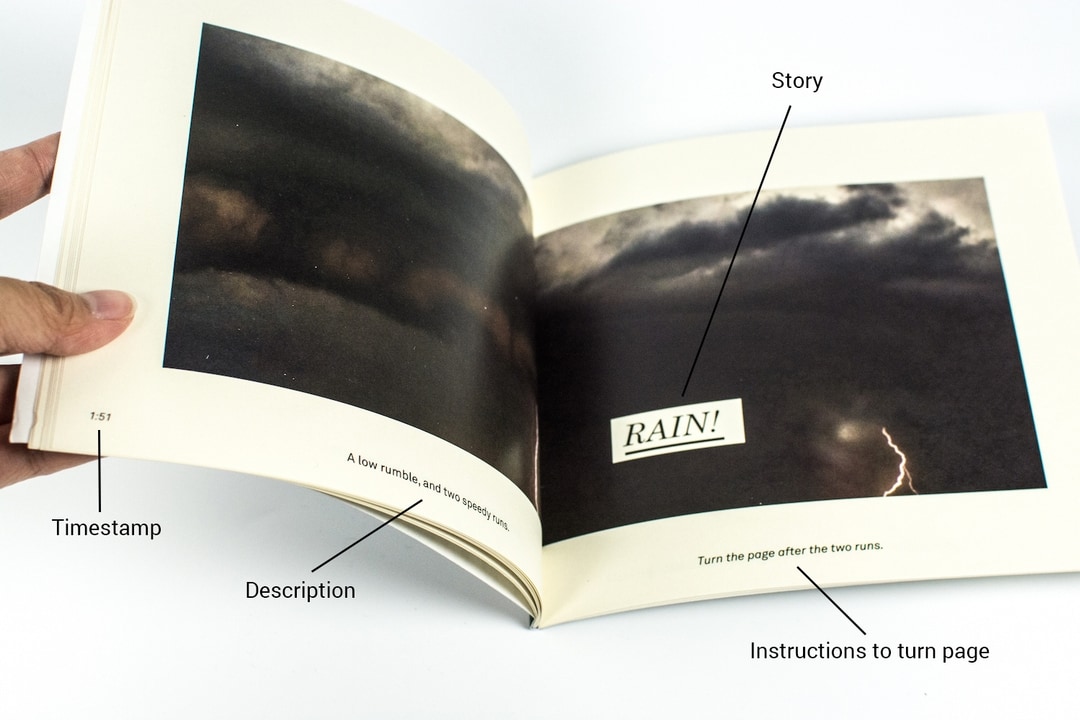 Story
RAIN!
1:51
A low rumble, and two speedy runs.
Turn the page after the two runs.
Timestamp
Description
Instructions to turn page